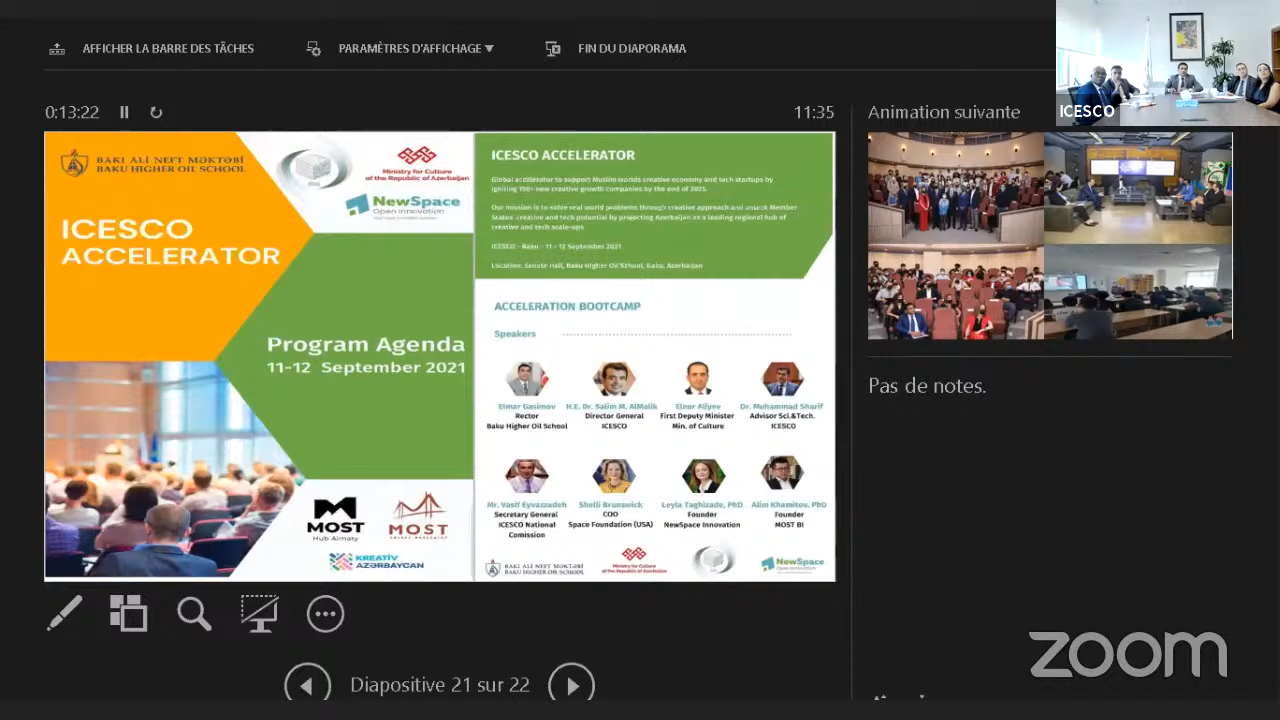 AFFICHER LA BARRE DES TÂCHES
PARAMÈTRES D'AFFICHAGE
FIN DU DIAPORAMA
ICESCO
0:13:22
11:35
Animation suivante
BAKI ALİ NEFT MƏKTƏBİ
BAKU HIGHER OIL SCHOOL
Ministry for Culture
of the Republic of Azerbaijan
NewSpace
Open Innovation
ICESCO
ACCELERATOR
Program Agenda
11-12 September 2021
MOST
Hub Almaty
MOST
KREATİV
AZƏRBAYCAN
ICESCO ACCELERATOR
Global accelerator to support Muslim worlds creative economy and tech startups by
igniting 150+ new creative growth companies by the end of 2025.
Our mission is to solve real world problems through creative approach and unlock Member
States' creative and tech potential by projecting Azerbaijan as a leading regional hub of
creative and tech scale-ups
ICESCO - Baku - 11 - 12 September 2021
Location: Senate Hall, Baku Higher Oil School, Baku, Azerbaijan
ACCELERATION BOOTCAMP
Speakers
Elmar Gasimov
Rector
Baku Higher Oil School
H.E. Dr. Salim M. AlMalik
Director General
ICESCO
Elnar Aliyev
First Deputy Minister
Min. of Culture
Dr. Muhammad Sharif
Advisor Sci.&Tech.
ICESCO
Mr. Vasif Eyvazzadeh
Secretary General
ICESCO National
Comission
Shelli Brunswick
COO
Space Foundation (USA)
Leyla Taghizade, PhD
Founder
NewSpace Innovation
Alim Khamitov, PhD
Founder
MOST BI
BAKI ALİ NEFT MƏKTƏBİ
BAKU HIGHER OIL SCHOOL
Ministry for Culture
of the Republic of Azerbaijan
NewSpace
Open Innovation
Pas de notes.
Diapositive 21 sur 22
zoom